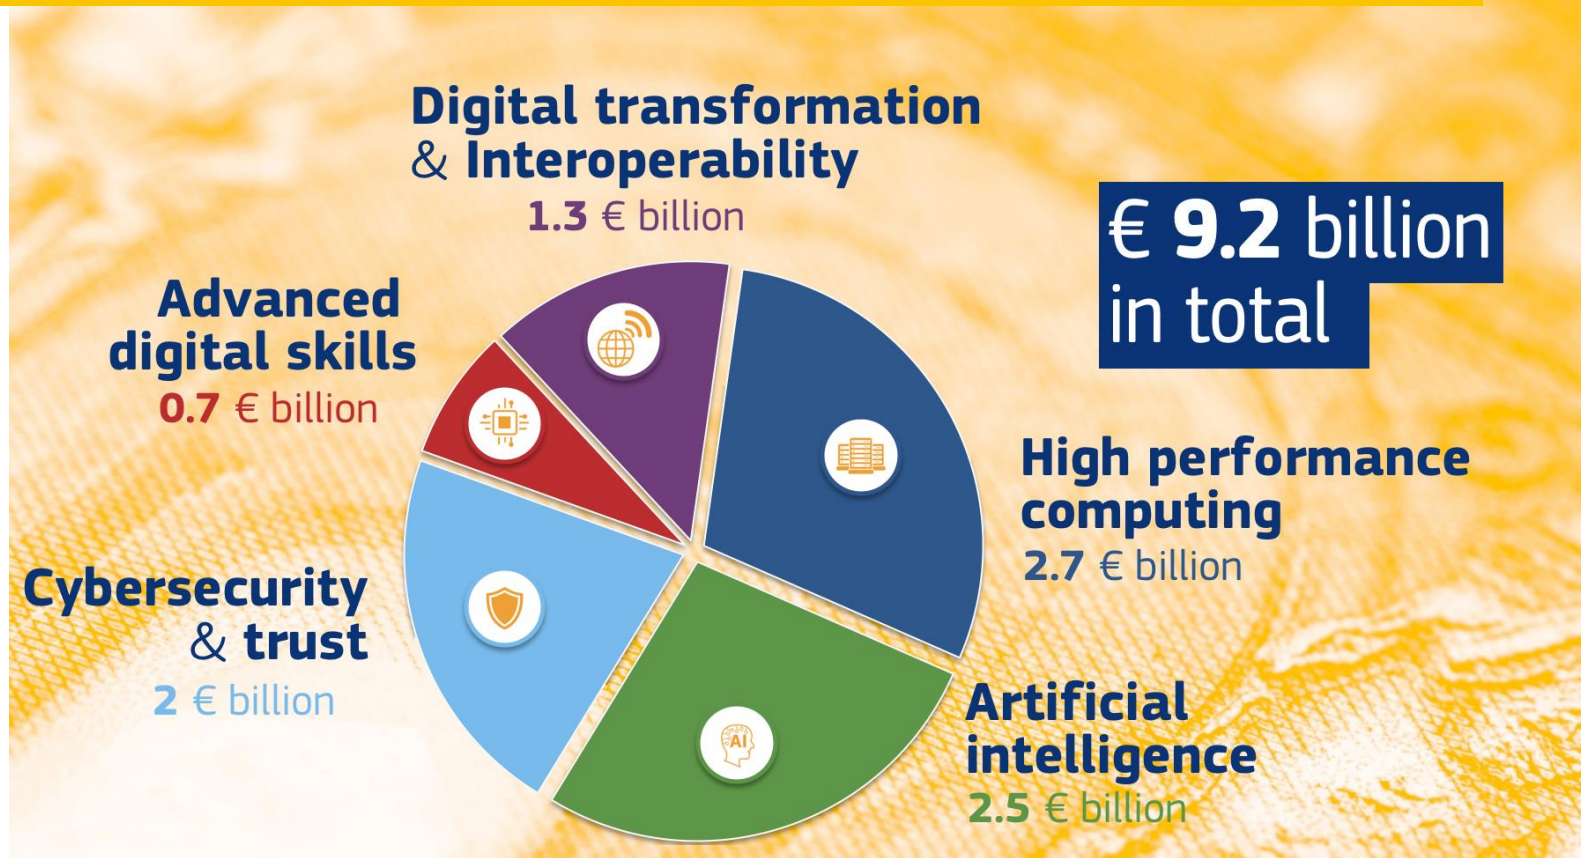 Digital transformation
& Interoperability
1.3 € billion
€ 9.2 billion
in total
Advanced
digital skills
0.7 € billion
High performance
computing
2.7 € billion
Cybersecurity
& trust
2 € billion
AI
Artificial
intelligence
2.5 € billion